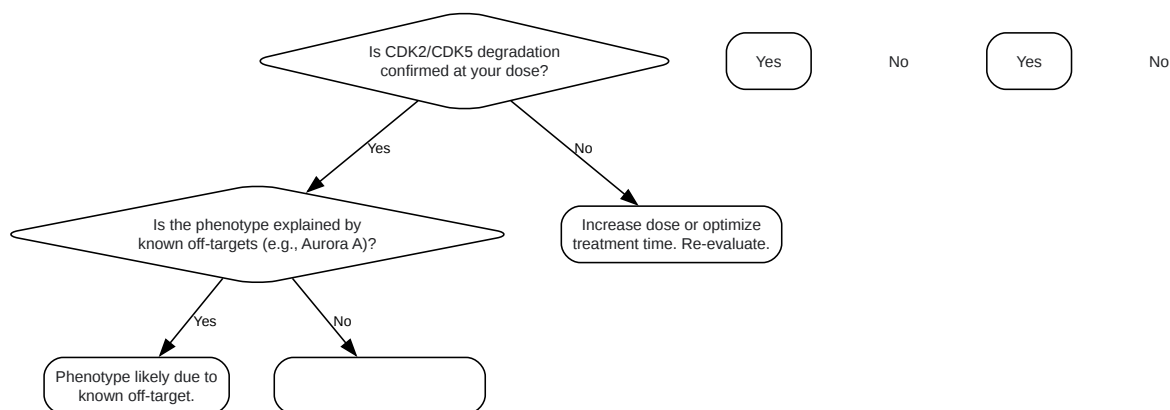 Is CDK2/CDK5 degradation
confirmed at your dose?
Yes
No
Yes
No
Yes
No
Is the phenotype explained by
known off-targets (e.g., Aurora A)?
Increase dose or optimize
treatment time. Re-evaluate.
Yes
No
Phenotype likely due to
known off-target.